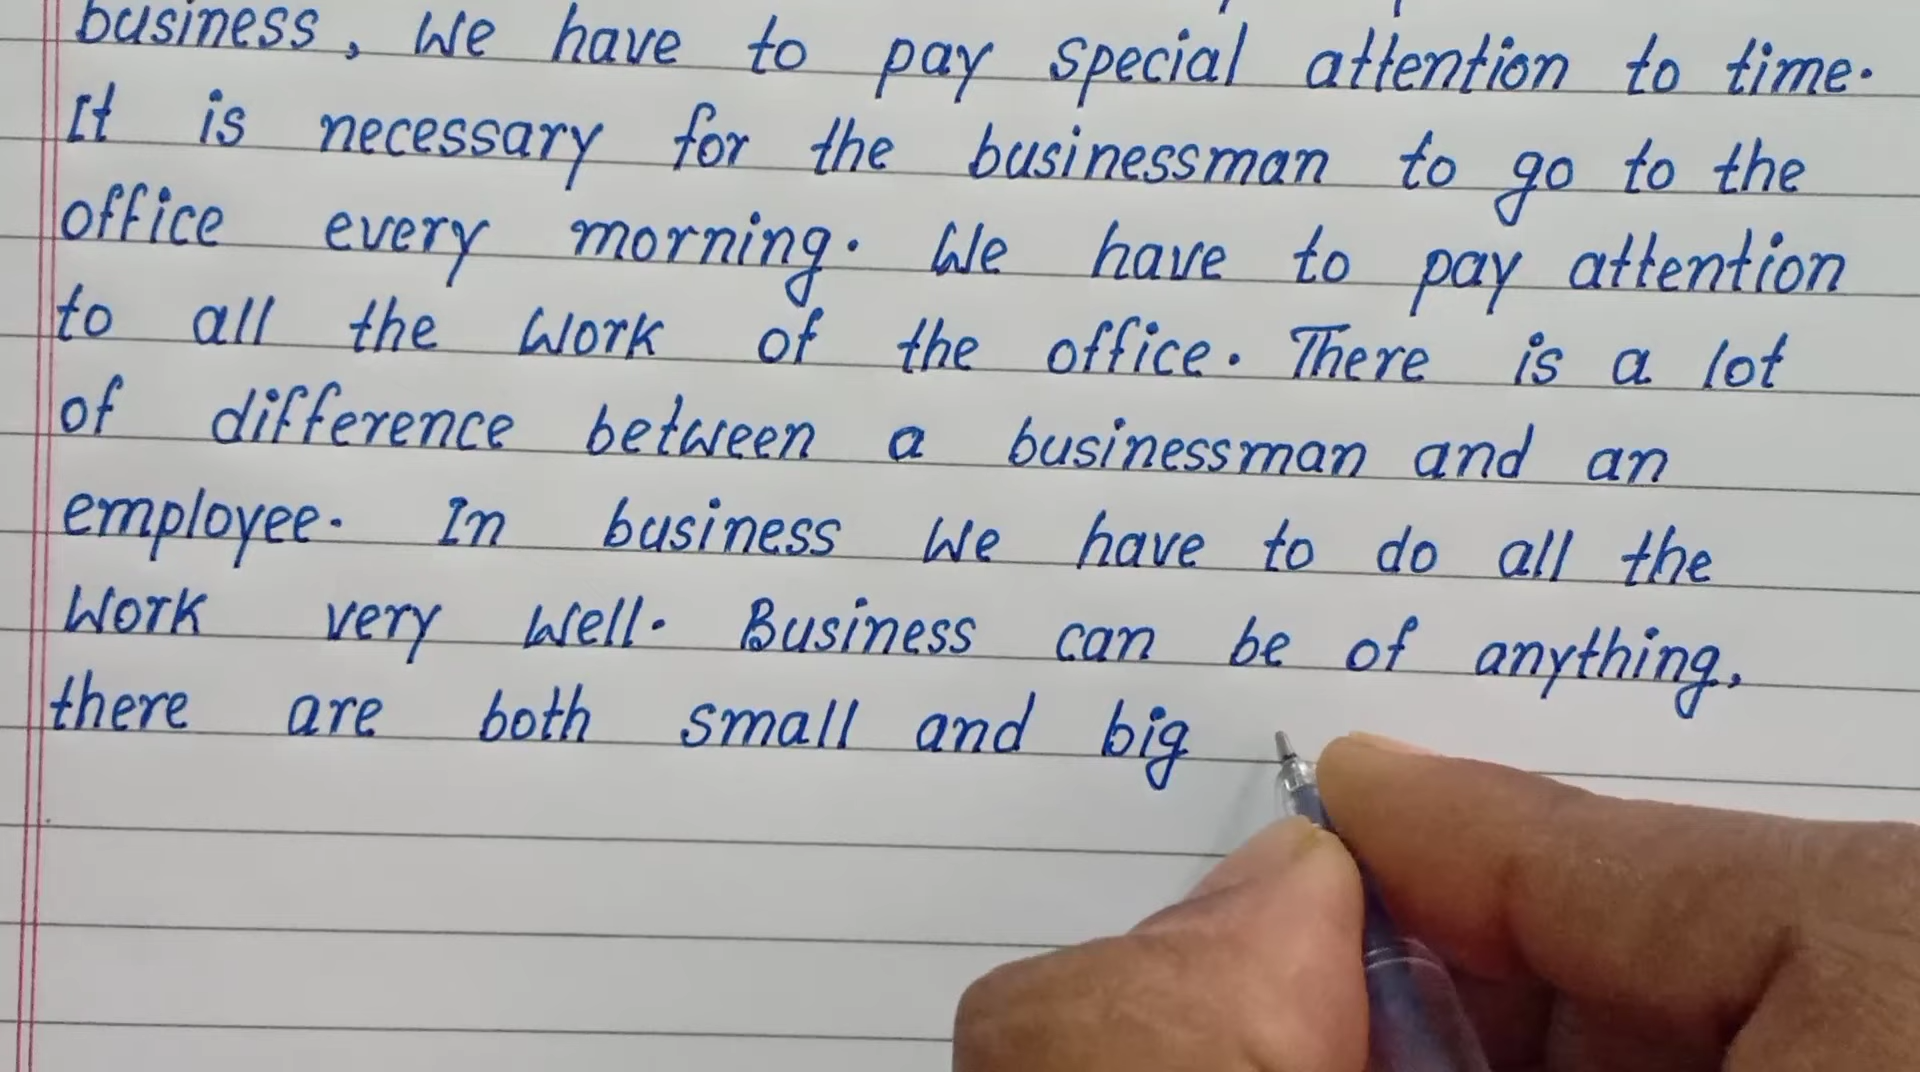 business, We have to pay special attention to time.
It is necessary for the businessman to go to the
office every morning. We have to pay attention
to all the Work of the office. There is a lot
of difference between a businessman and an
employee. In business We have to do all the
Work very Well. Business can be of anything,
there are both small and big